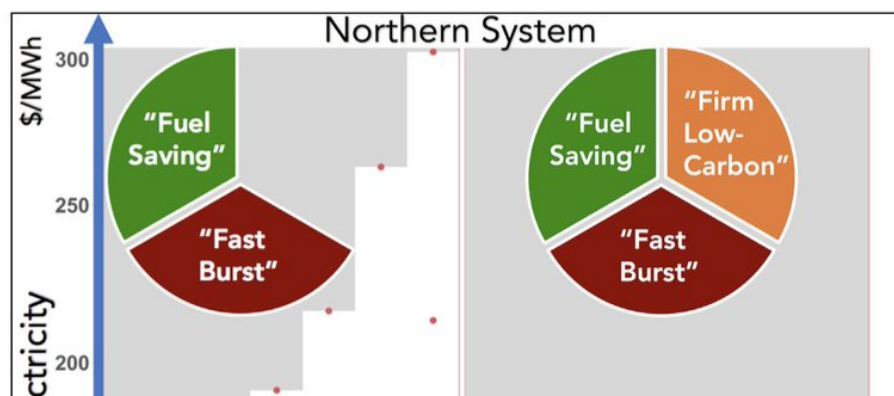 Northern System
$/MWh
300
250
200
ctricity
“Fuel
Saving”
“Fast
Burst”
“Fuel
Saving”
“Firm
Low-
Carbon”
“Fast
Burst”